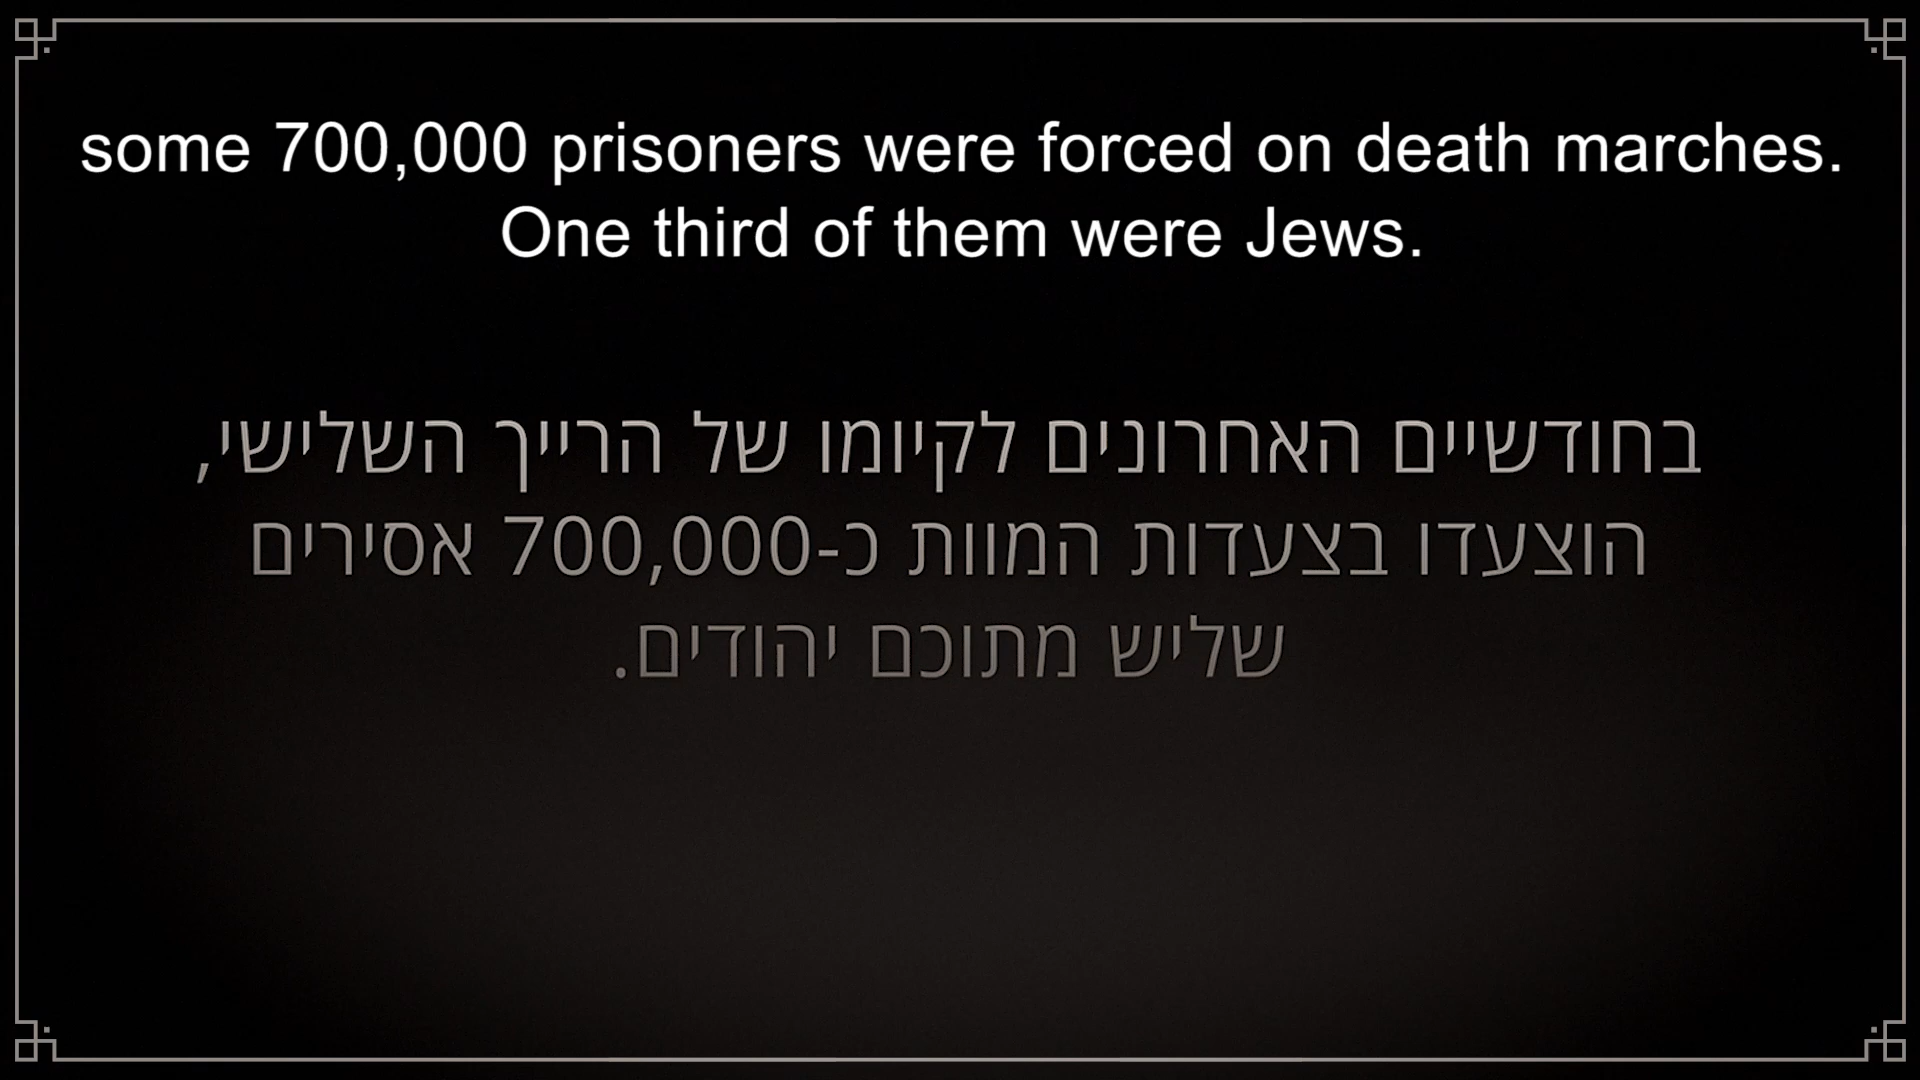 some 700,000 prisoners were forced on death marches.
One third of them were Jews.
בחודשיים האחרונים לקיומו של הרייך השלישי,
הוצעדו בצעדות המוות כ-700,000 אסירים
שליש מתוכם יהודים.